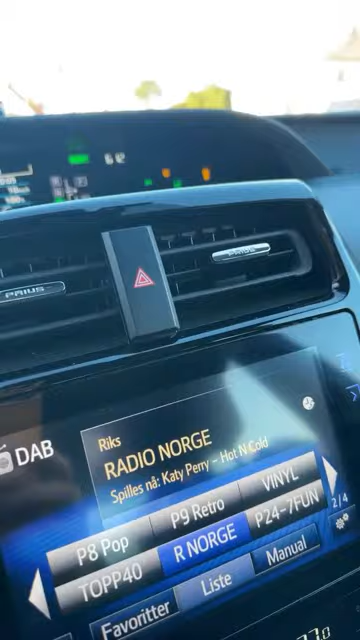 PRIUS
PRIUS
DAB
Riks
RADIO NORGE
Spilles nå: Katy Perry - Hot N Cold
P8 Pop
P9 Retro
VINYL
TOPP40
R NORGE
P24-7FUN
2/4
Favoritter
Liste
Manual